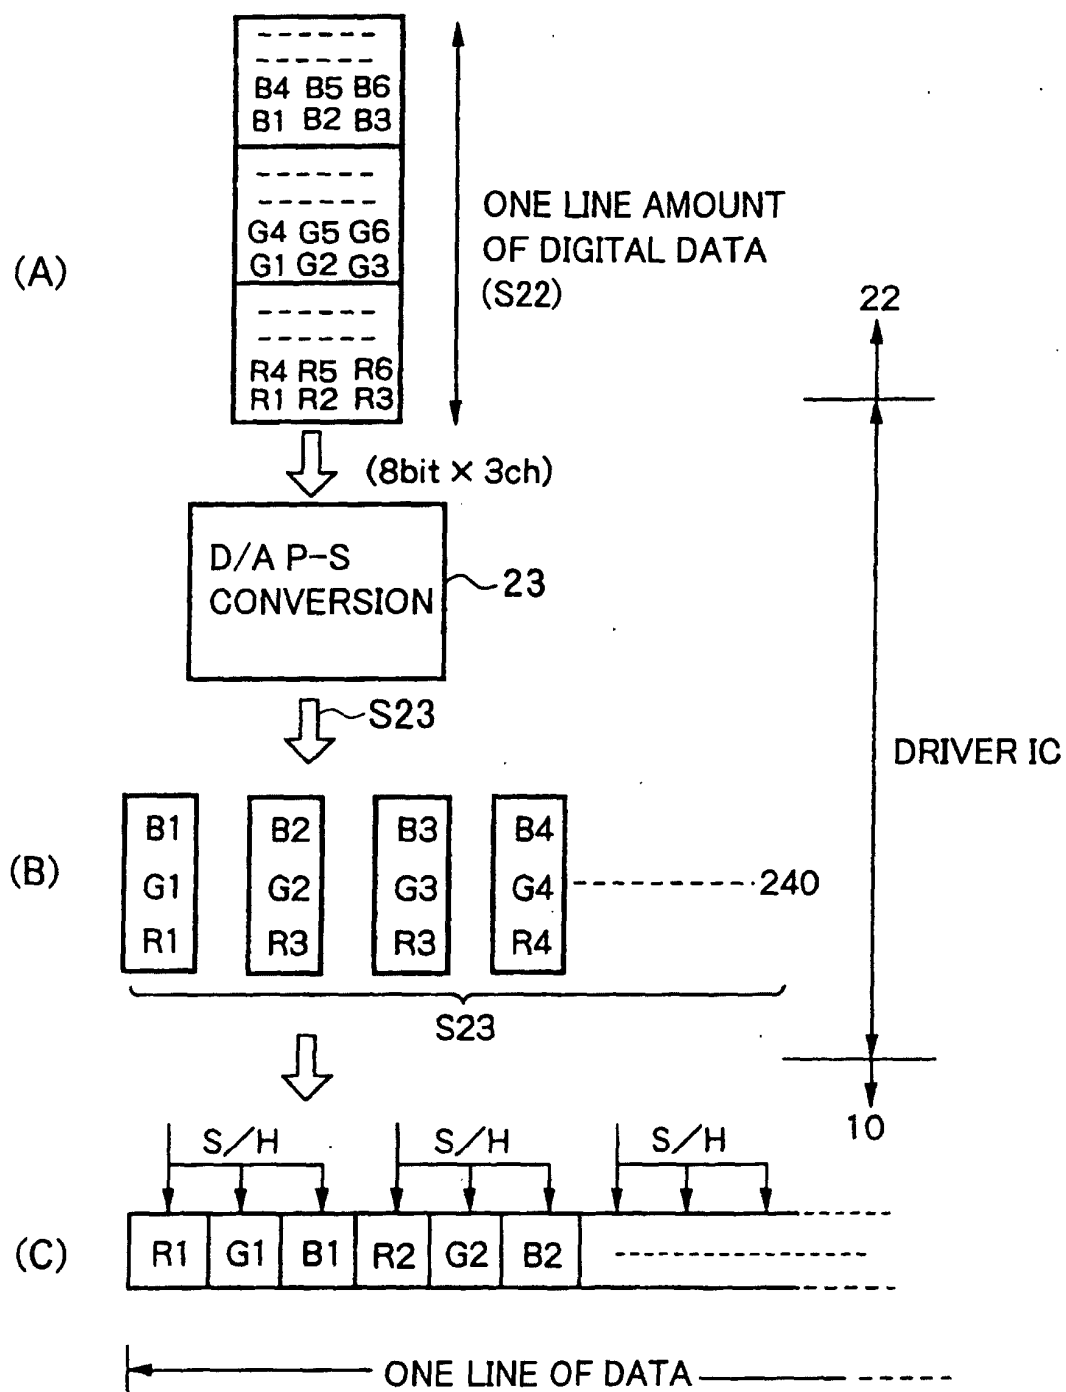 (A)
B4 B5 B6
B1 B2 B3
G4 G5 G6
G1 G2 G3
R4 R5 R6
R1 R2 R3
ONE LINE AMOUNT
OF DIGITAL DATA
(S22)
22
(8bit × 3ch)
D/A P-S
CONVERSION
23
S23
DRIVER IC
(B)
B1 B2 B3 B4
G1 G2 G3 G4 240
R1 R3 R3 R4
S23
10
S/H S/H S/H
(C)
R1 G1 B1 R2 G2 B2
ONE LINE OF DATA